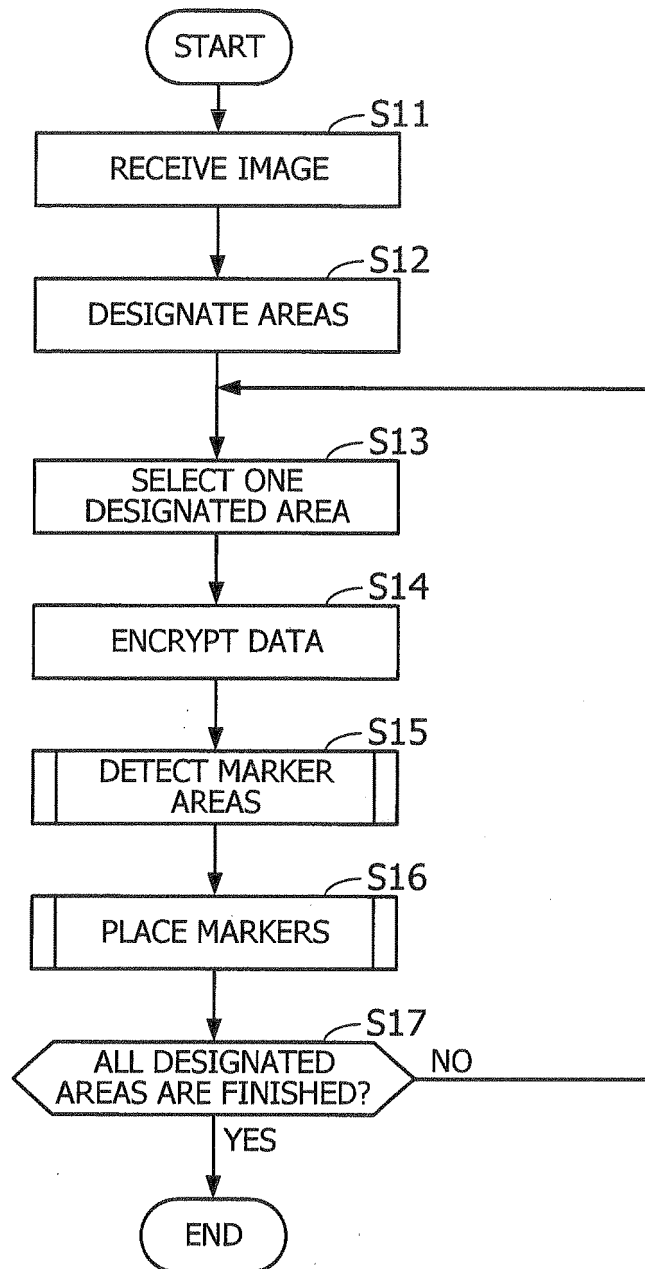 START
S11
RECEIVE IMAGE
S12
DESIGNATE AREAS
S13
SELECT ONE
DESIGNATED AREA
S14
ENCRYPT DATA
S15
DETECT MARKER
AREAS
S16
PLACE MARKERS
S17
ALL DESIGNATED
AREAS ARE FINISHED?
NO
YES
END